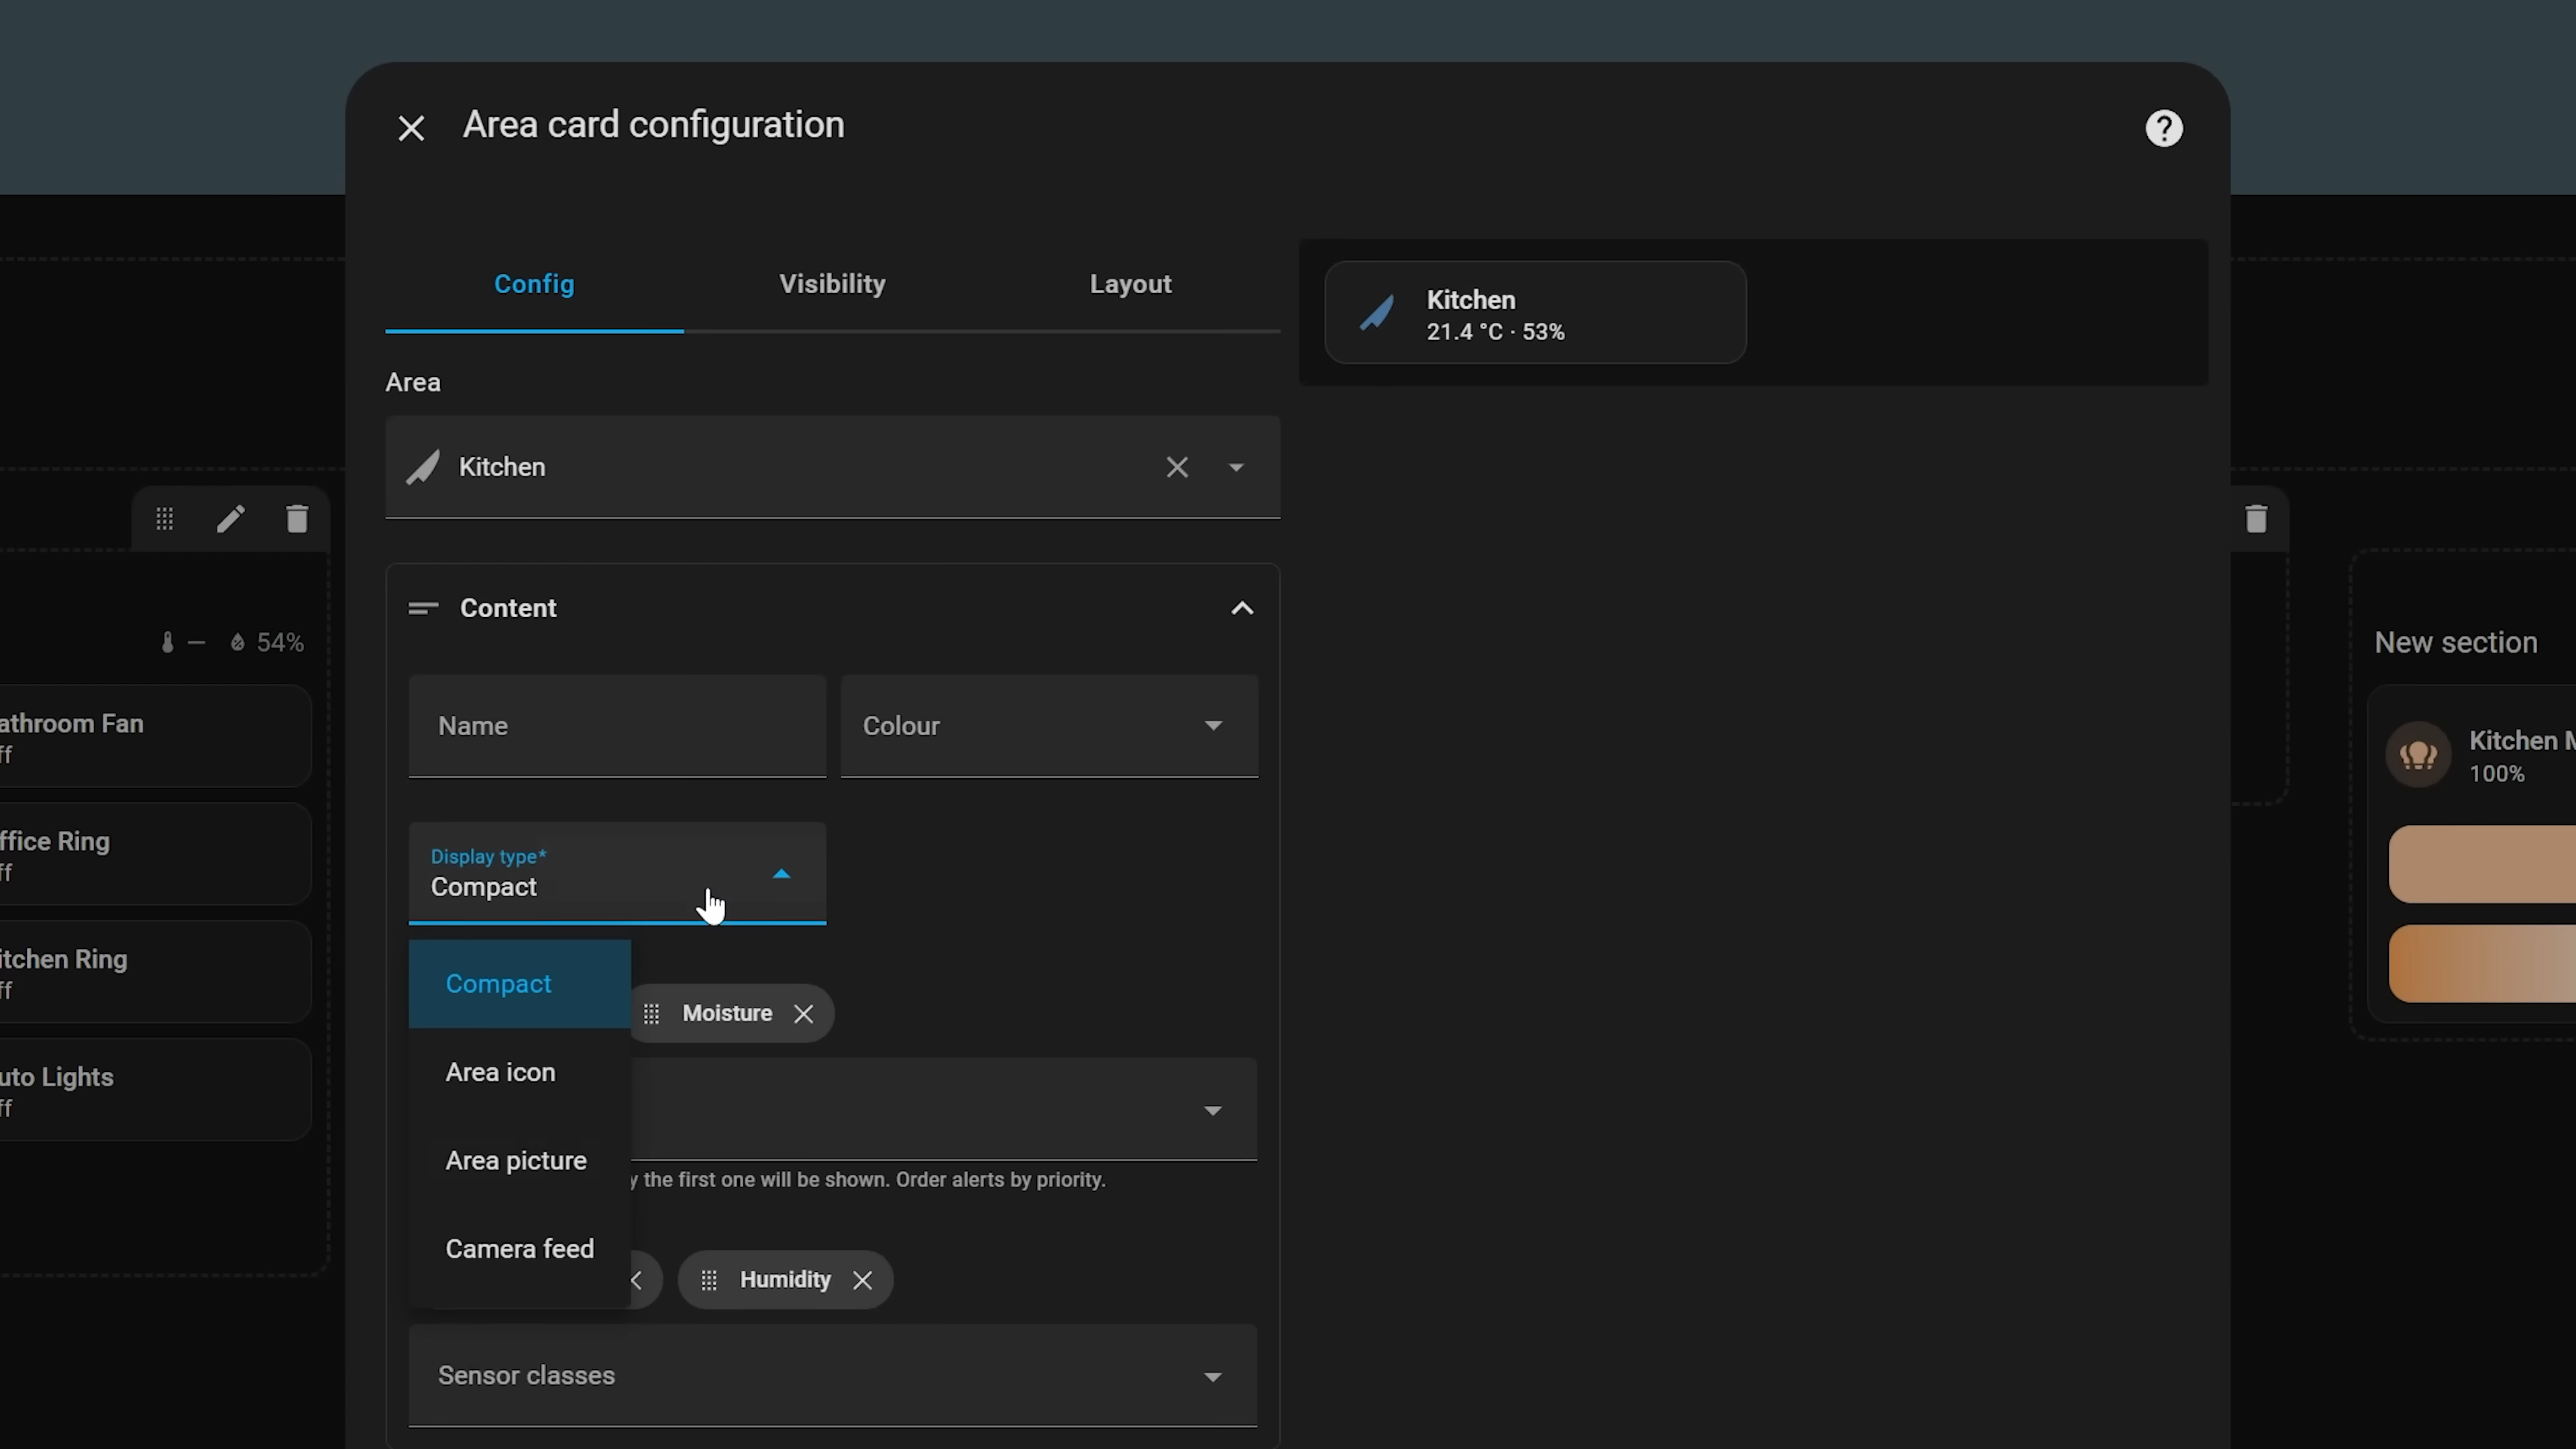 Area card configuration
Config
Visibility
Layout
Kitchen
21.4 °C · 53%
Area
Kitchen
Content
Name
Colour
Display type*
Compact
Compact
Area icon
Area picture
Camera feed
Moisture
the first one will be shown. Order alerts by priority.
Humidity
Sensor classes
54%
athroom Fan
ff
ffice Ring
ff
itchen Ring
ff
uto Lights
ff
New section
Kitchen M
100%